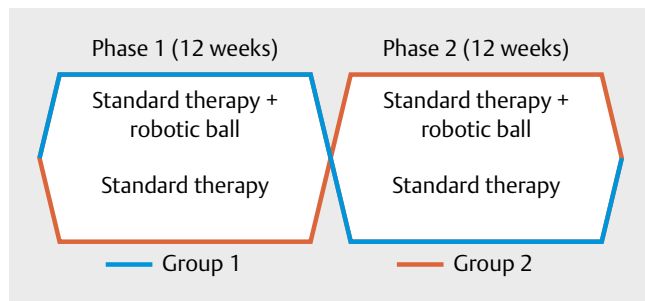 Phase 1 (12 weeks)
Phase 2 (12 weeks)
Standard therapy +
robotic ball
Standard therapy +
robotic ball
Standard therapy
Standard therapy
Group 1
Group 2